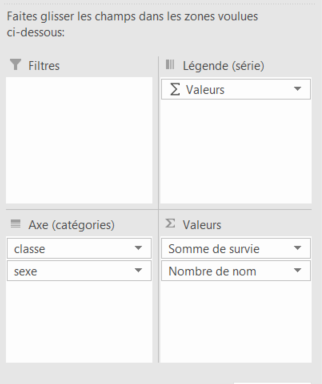 Faites glisser les champs dans les zones voulues
ci-dessous:
Filtres
Légende (série)
Σ Valeurs
Axe (catégories)
Σ Valeurs
classe
sexe
Somme de survie
Nombre de nom